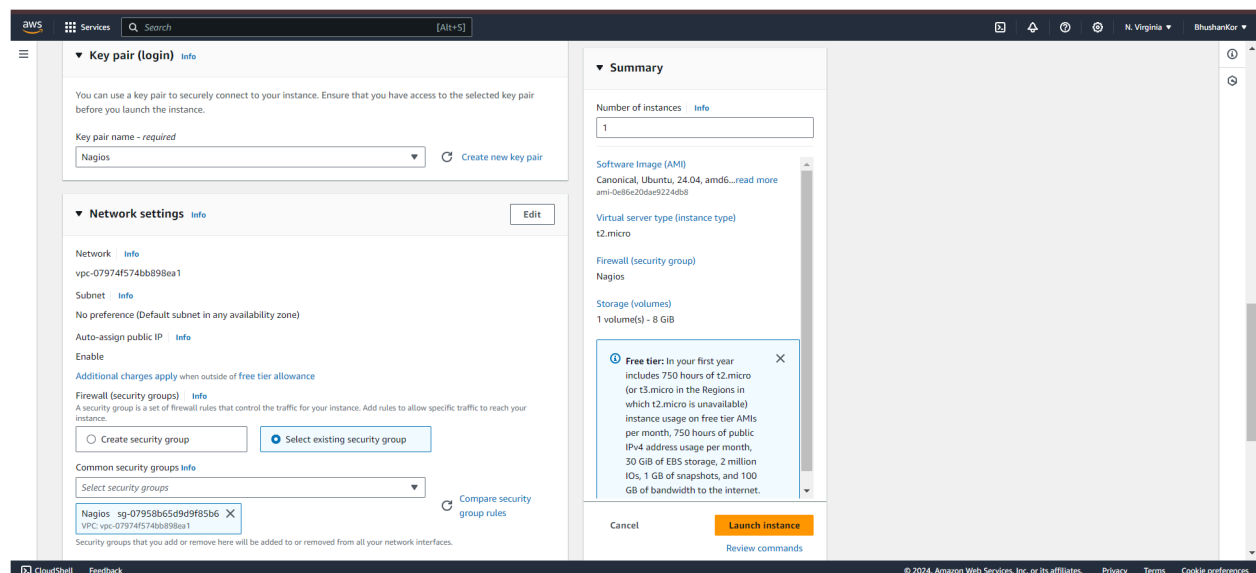 aws
Services
Search
[Alt+S]
N. Virginia
BhushanKor
Key pair (login) Info
You can use a key pair to securely connect to your instance. Ensure that you have access to the selected key pair
before you launch the instance.
Key pair name - required
Nagios
Create new key pair
Network settings Info
Edit
Network Info
vpc-07974f574bb898ea1
Subnet Info
No preference (Default subnet in any availability zone)
Auto-assign public IP Info
Enable
Additional charges apply when outside of free tier allowance
Firewall (security groups) Info
A security group is a set of firewall rules that control the traffic for your instance. Add rules to allow specific traffic to reach your
instance.
Create security group
Select existing security group
Common security groups Info
Select security groups
Compare security
group rules
Nagios sg-07958b65d9d9f85b6
VPC: vpc-07974f574bb898ea1
Security groups that you add or remove here will be added to or removed from all your network interfaces.
Summary
Number of instances Info
1
Software Image (AMI)
Canonical, Ubuntu, 24.04, amd6...read more
ami-0e86e20dae9224db8
Virtual server type (instance type)
t2.micro
Firewall (security group)
Nagios
Storage (volumes)
1 volume(s) - 8 GiB
Free tier: In your first year
includes 750 hours of t2.micro
(or t3.micro in the Regions in
which t2.micro is unavailable)
instance usage on free tier AMIs
per month, 750 hours of public
IPv4 address usage per month,
30 GiB of EBS storage, 2 million
IOs, 1 GB of snapshots, and 100
GB of bandwidth to the internet.
Cancel
Launch instance
Review commands
CloudShell
Feedback
© 2024, Amazon Web Services, Inc. or its affiliates.
Privacy
Terms
Cookie preferences